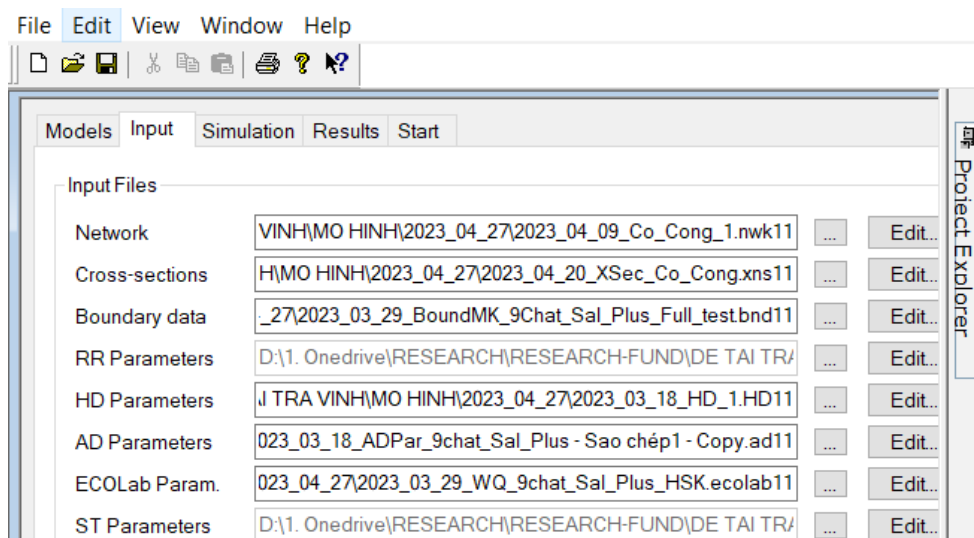 File Edit View Window Help
Models Input Simulation Results Start
Input Files
Network VINH\MO HINH\2023_04_27\2023_04_09_Co_Cong_1.nwk11 ... Edit...
Cross-sections H\MO HINH\2023_04_27\2023_04_20_XSec_Co_Cong.xns11 ... Edit...
Boundary data _27\2023_03_29_BoundMK_9Chat_Sal_Plus_Full_test.bnd11 ... Edit...
RR Parameters D:\1. Onedrive\RESEARCH\RESEARCH-FUND\DE TAI TRA ... Edit...
HD Parameters I TRA VINH\MO HINH\2023_04_27\2023_03_18_HD_1.HD11 ... Edit...
AD Parameters 023_03_18_ADPar_9chat_Sal_Plus - Sao chép1 - Copy.ad11 ... Edit...
ECOLab Param. 023_04_27\2023_03_29_WQ_9chat_Sal_Plus_HSK.ecolab11 ... Edit...
ST Parameters D:\1. Onedrive\RESEARCH\RESEARCH-FUND\DE TAI TRA ... Edit...
Project Explorer